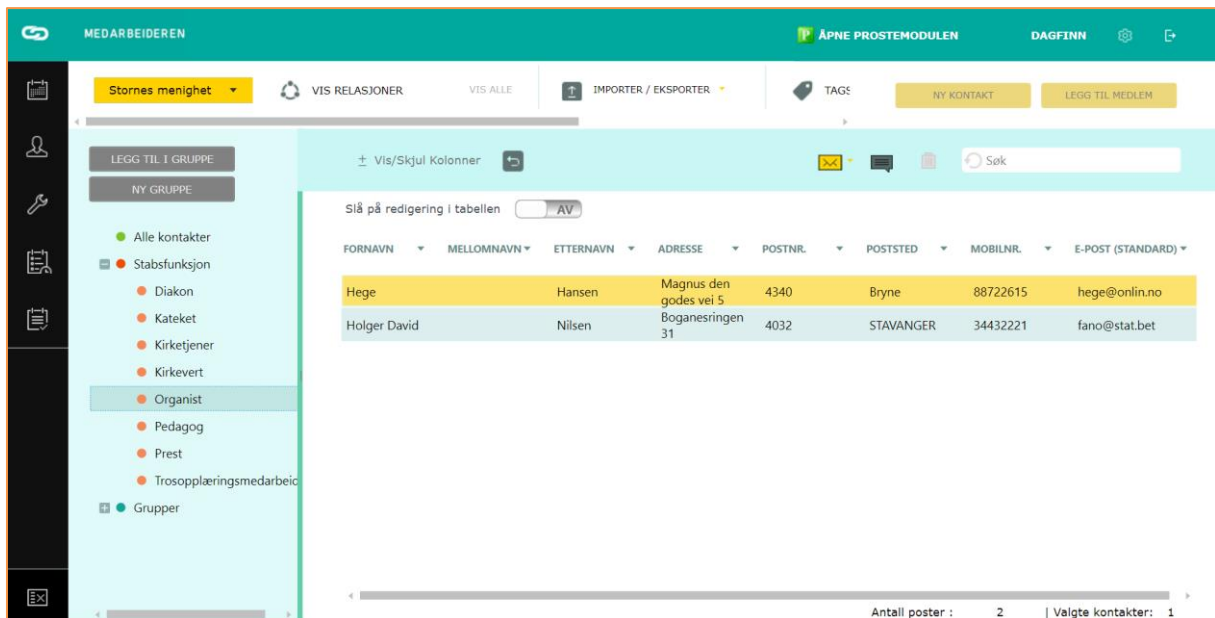 MEDARBEIDEREN
ÅPNE PROSTEMODULEN
DAGFINN
Stornes menighet
VIS RELASJONER
VIS ALLE
IMPORTER / EKSPORTER
TAGS
NY KONTAKT
LEGG TIL MEDLEM
LEGG TIL I GRUPPE
NY GRUPPE
Alle kontakter
Stabsfunksjon
Diakon
Kateket
Kirketjener
Kirkevert
Organist
Pedagog
Prest
Trosopplæringsmedarbeid
Grupper
± Vis/Skjul Kolonner
Søk
Slå på redigering i tabellen AV
FORNAVN MELLOMNAVN ETTERNAVN ADRESSE POSTNR. POSTSTED MOBILNR. E-POST (STANDARD)
Hege Hansen Magnus den godes vei 5 4340 Bryne 88722615 hege@onlin.no
Holger David Nilsen Boganesringen 31 4032 STAVANGER 34432221 fano@stat.bet
Antall poster : 2 | Valgte kontakter: 1